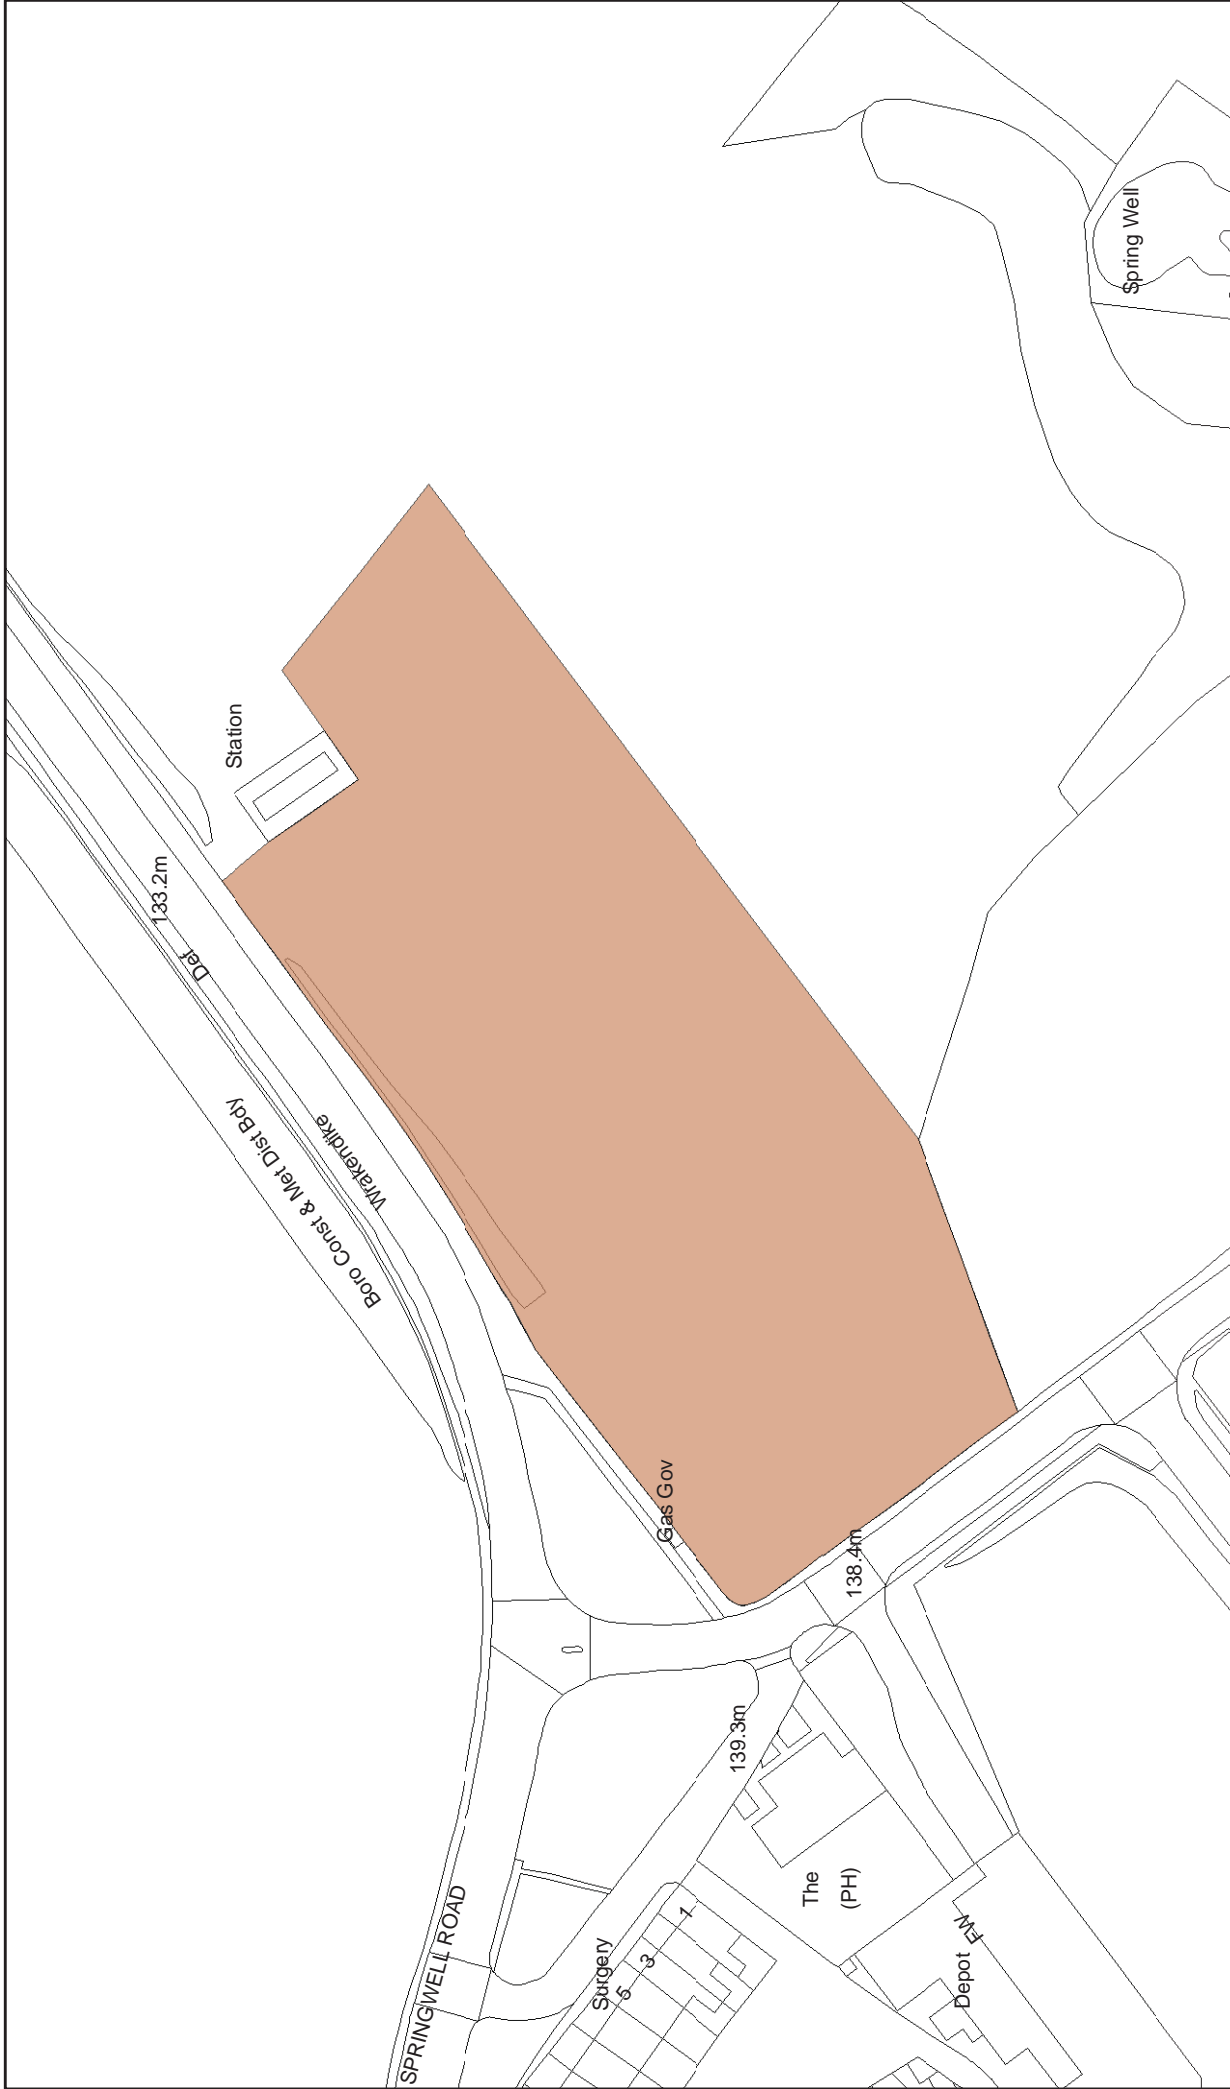 Spring Well
Station
133.2m
Def
Wrakendike
Boro Const & Met Dist Bdy
Gas Gov
138.4m
139.3m
SPRINGWELL ROAD
Surgery
1
3
5
The
(PH)
FW
Depot